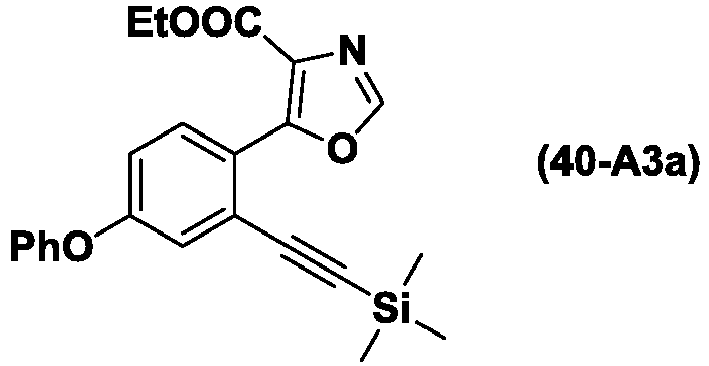 EtOOC
N
O
(40-A3a)
PhO
Si